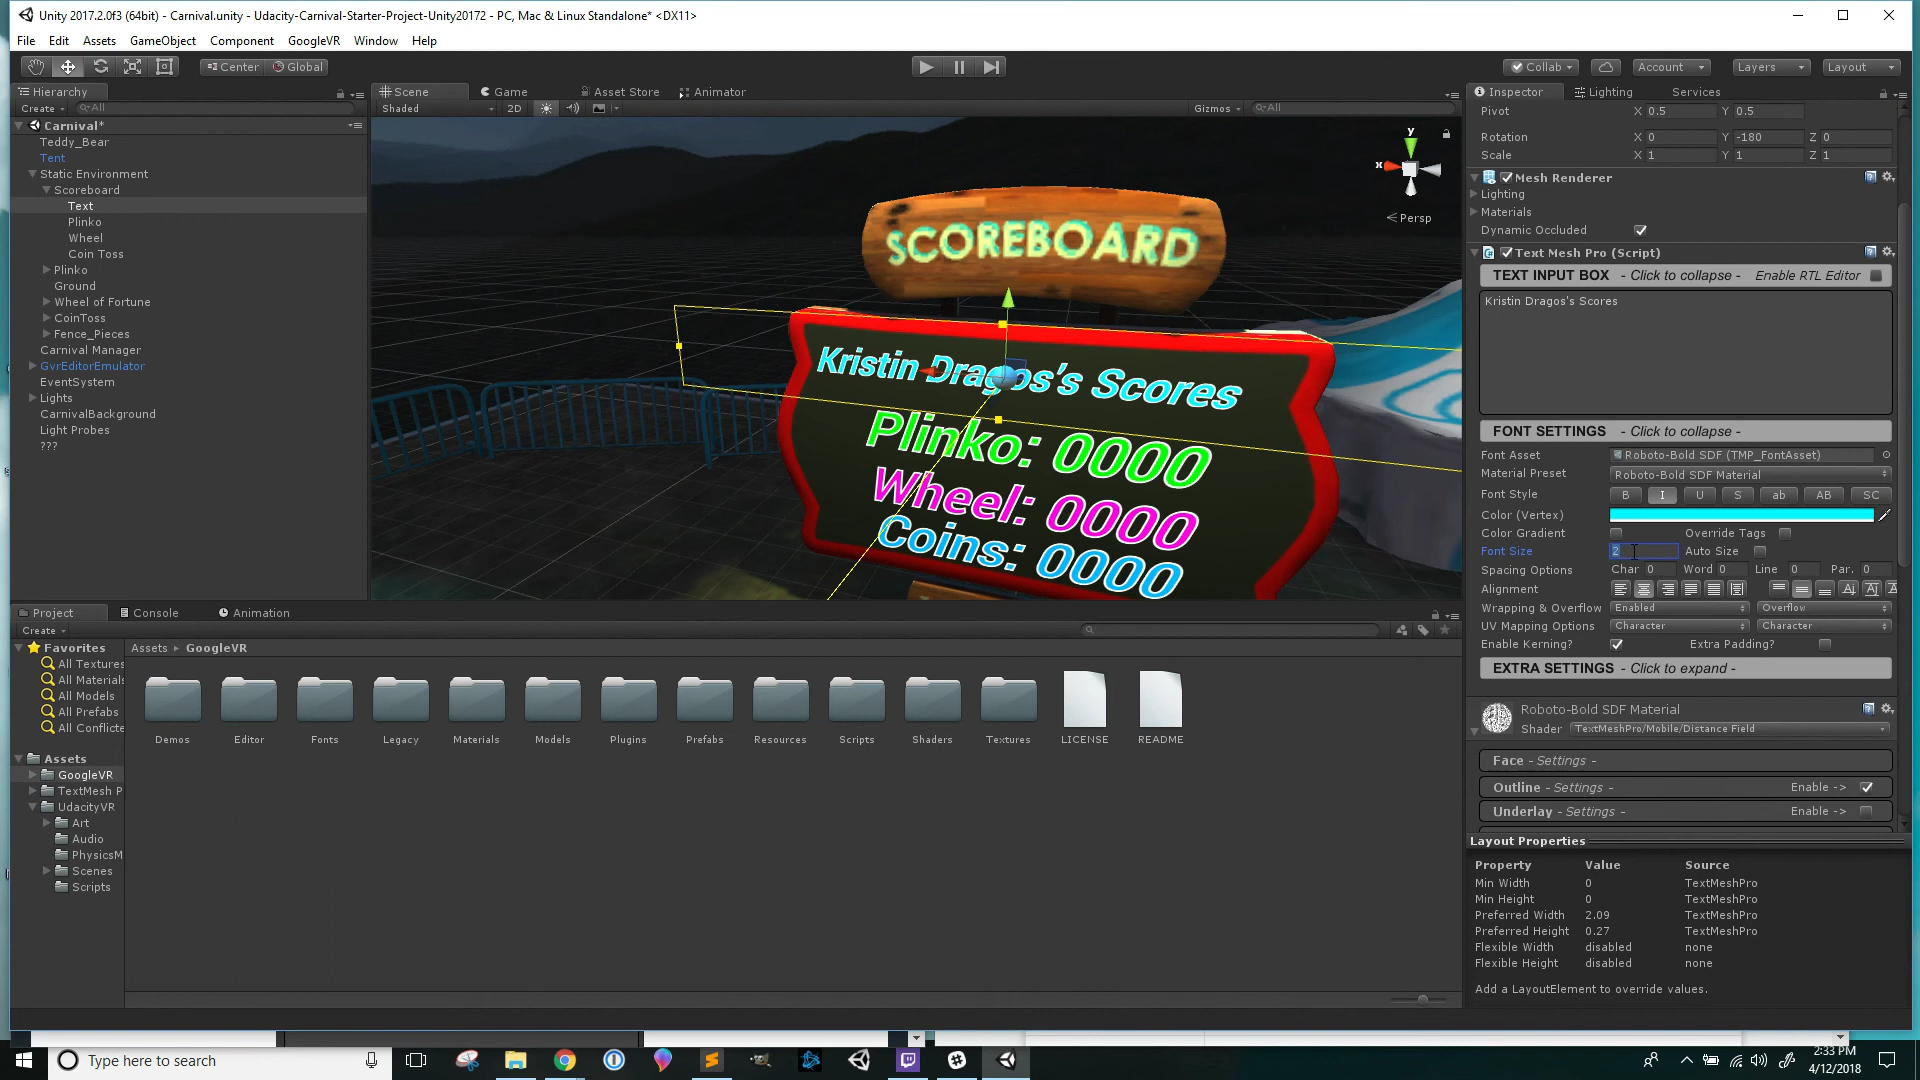 Unity 2017.2.0f3 (64bit) - Carnival.unity - Udacity-Carnival-Starter-Project-Unity20172 - PC, Mac & Linux Standalone* <DX11>
File Edit Assets GameObject Component GoogleVR Window Help
Center Global
Collab Account Layers Layout
Hierarchy
Create All
Carnival*
Teddy_Bear
Tent
Static Environment
Scoreboard
Text
Plinko
Wheel
Coin Toss
Plinko
Ground
Wheel of Fortune
CoinToss
Fence_Pieces
Carnival Manager
GvrEditorEmulator
EventSystem
Lights
CarnivalBackground
Light Probes
???
Scene Game Asset Store Animator
Shaded 2D Gizmos All
y
x
Persp
SCOREBOARD
Kristin Dragos's Scores
Plinko: 0000
Wheel: 0000
Coins: 0000
Inspector Lighting Services
Pivot X 0.5 Y 0.5
Rotation X 0 Y -180 Z 0
Scale X 1 Y 1 Z 1
Mesh Renderer
Lighting
Materials
Dynamic Occluded
Text Mesh Pro (Script)
TEXT INPUT BOX - Click to collapse - Enable RTL Editor
Kristin Dragos's Scores
FONT SETTINGS - Click to collapse -
Font Asset Roboto-Bold SDF (TMP_FontAsset)
Material Preset Roboto-Bold SDF Material
Font Style B I U S ab AB SC
Color (Vertex)
Color Gradient Override Tags
Font Size 2 Auto Size
Spacing Options Char 0 Word 0 Line 0 Par. 0
Alignment
Wrapping & Overflow Enabled Overflow
UV Mapping Options Character Character
Enable Kerning? Extra Padding?
EXTRA SETTINGS - Click to expand -
Roboto-Bold SDF Material
Shader TextMeshPro/Mobile/Distance Field
Face - Settings -
Outline - Settings - Enable ->
Underlay - Settings - Enable ->
Layout Properties
Property Value Source
Min Width 0 TextMeshPro
Min Height 0 TextMeshPro
Preferred Width 2.09 TextMeshPro
Preferred Height 0.27 TextMeshPro
Flexible Width disabled none
Flexible Height disabled none
Add a LayoutElement to override values.
Project Console Animation
Create
Favorites
All Textures
All Materials
All Models
All Prefabs
All Conflicte
Assets
GoogleVR
TextMesh P
UdacityVR
Art
Audio
PhysicsM
Scenes
Scripts
Assets GoogleVR
Demos Editor Fonts Legacy Materials Models Plugins Prefabs Resources Scripts Shaders Textures LICENSE README
Type here to search
2:33 PM
4/12/2018